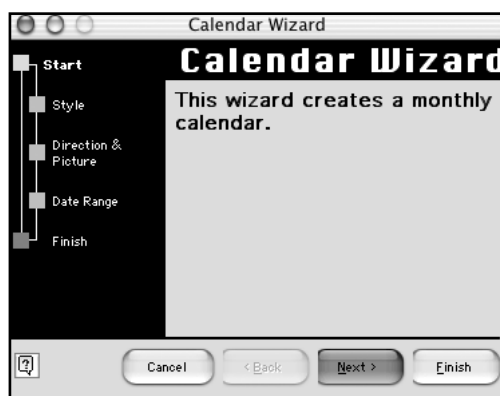 Calendar Wizard
Calendar Wizard
Start
Style
Direction &
Picture
Date Range
Finish
This wizard creates a monthly
calendar.
?
Cancel
< Back
Next >
Finish